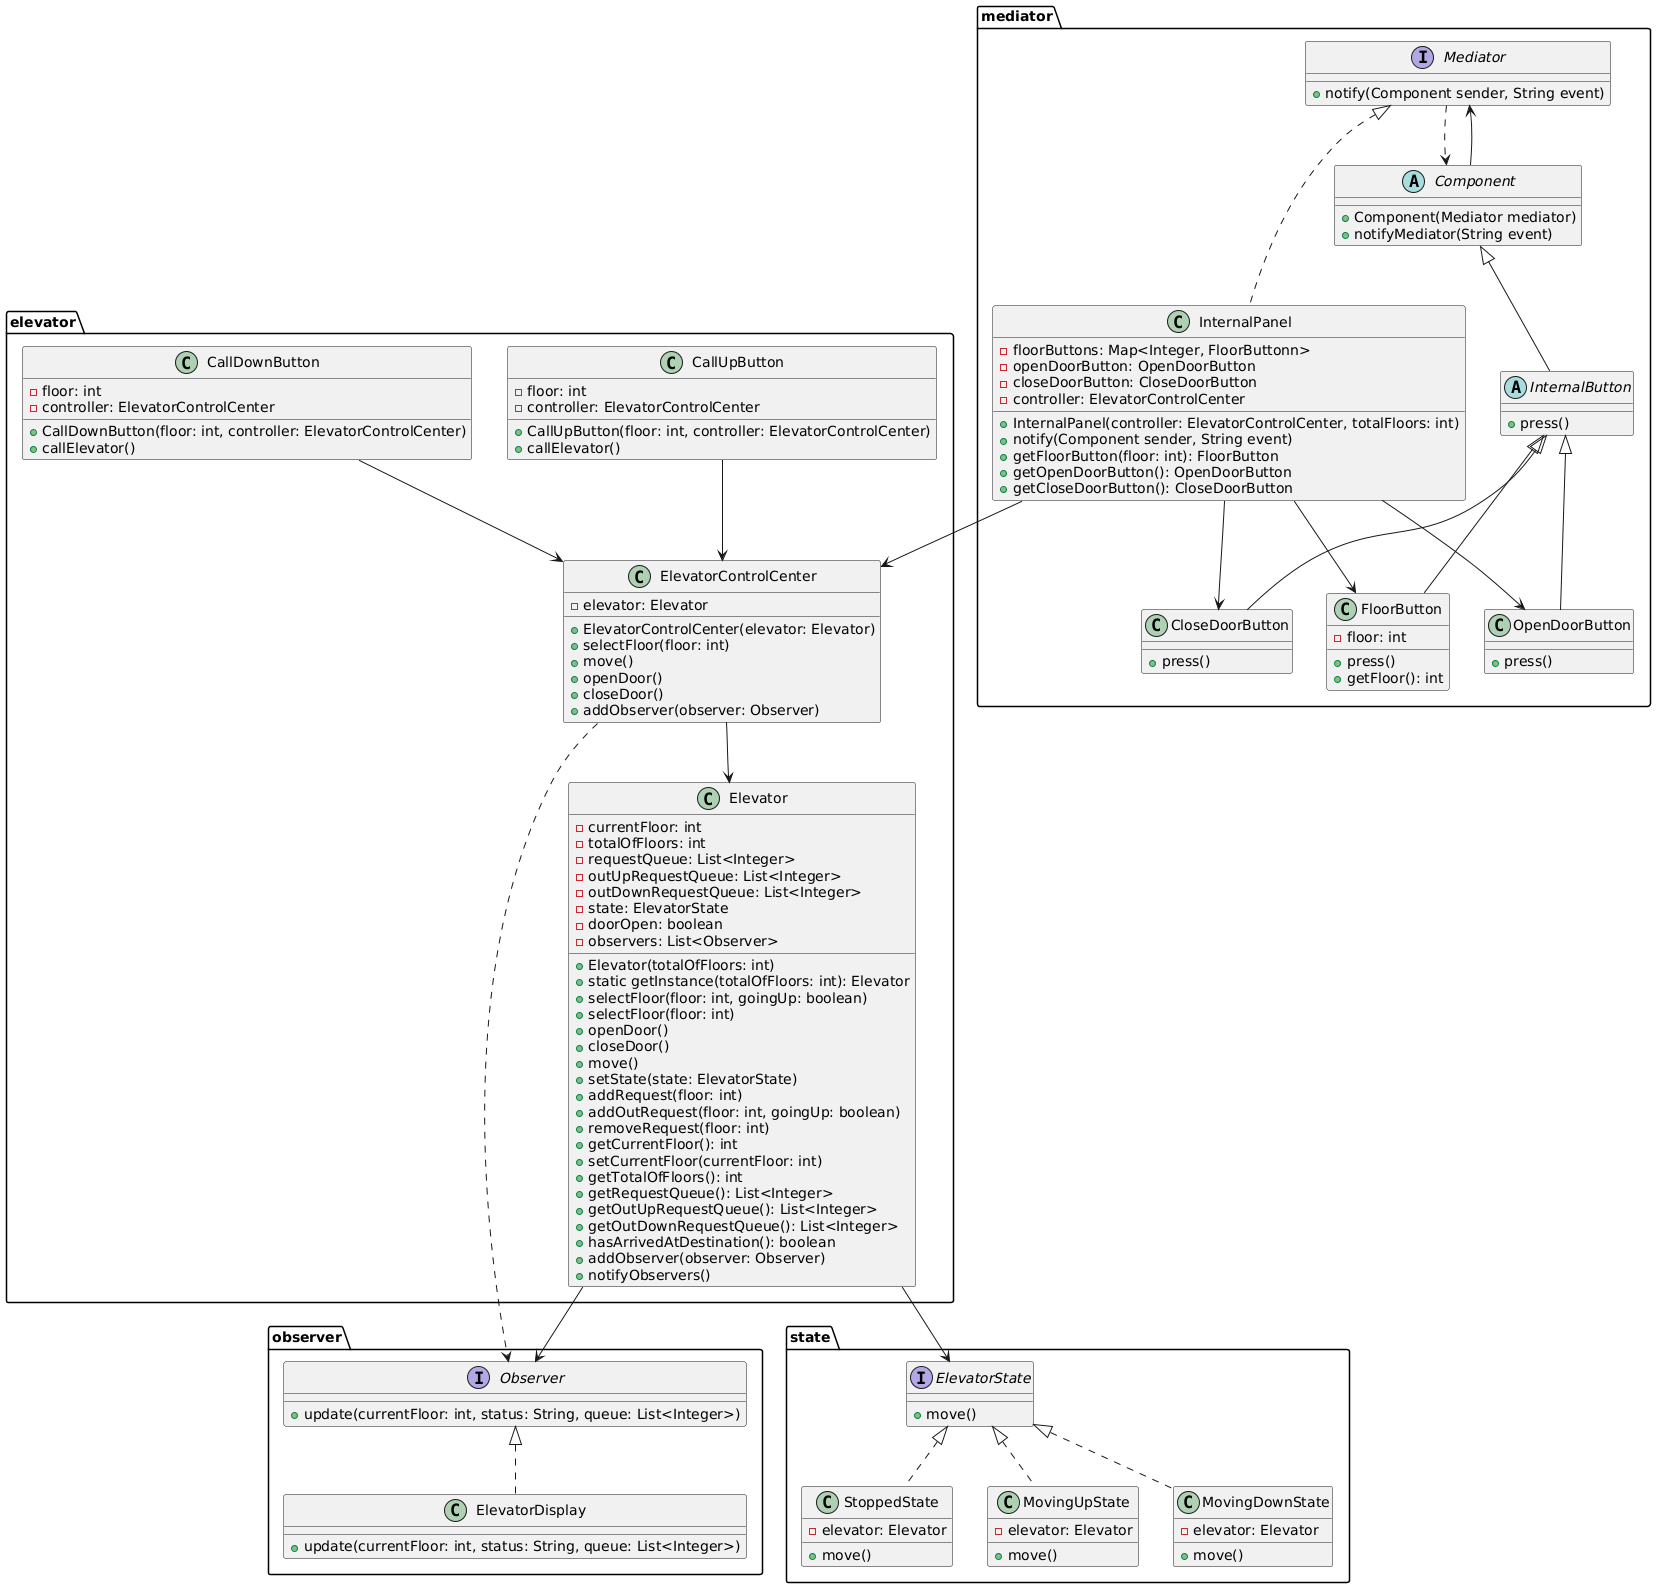 mediator
I Mediator
notify(Component sender, String event)
A Component
Component(Mediator mediator)
notifyMediator(String event)
C InternalPanel
floorButtons: Map<Integer, FloorButtonn>
openDoorButton: OpenDoorButton
closeDoorButton: CloseDoorButton
controller: ElevatorControlCenter
InternalPanel(controller: ElevatorControlCenter, totalFloors: int)
notify(Component sender, String event)
getFloorButton(floor: int): FloorButton
getOpenDoorButton(): OpenDoorButton
getCloseDoorButton(): CloseDoorButton
A InternalButton
press()
C CloseDoorButton
press()
C FloorButton
floor: int
press()
getFloor(): int
C OpenDoorButton
press()
elevator
C CallDownButton
floor: int
controller: ElevatorControlCenter
CallDownButton(floor: int, controller: ElevatorControlCenter)
callElevator()
C CallUpButton
floor: int
controller: ElevatorControlCenter
CallUpButton(floor: int, controller: ElevatorControlCenter)
callElevator()
C ElevatorControlCenter
elevator: Elevator
ElevatorControlCenter(elevator: Elevator)
selectFloor(floor: int)
move()
openDoor()
closeDoor()
addObserver(observer: Observer)
C Elevator
currentFloor: int
totalOfFloors: int
requestQueue: List<Integer>
outUpRequestQueue: List<Integer>
outDownRequestQueue: List<Integer>
state: ElevatorState
doorOpen: boolean
observers: List<Observer>
Elevator(totalOfFloors: int)
static getInstance(totalOfFloors: int): Elevator
selectFloor(floor: int, goingUp: boolean)
selectFloor(floor: int)
openDoor()
closeDoor()
move()
setState(state: ElevatorState)
addRequest(floor: int)
addOutRequest(floor: int, goingUp: boolean)
removeRequest(floor: int)
getCurrentFloor(): int
setCurrentFloor(currentFloor: int)
getTotalOfFloors(): int
getRequestQueue(): List<Integer>
getOutUpRequestQueue(): List<Integer>
getOutDownRequestQueue(): List<Integer>
hasArrivedAtDestination(): boolean
addObserver(observer: Observer)
notifyObservers()
observer
I Observer
update(currentFloor: int, status: String, queue: List<Integer>)
C ElevatorDisplay
update(currentFloor: int, status: String, queue: List<Integer>)
state
I ElevatorState
move()
C StoppedState
elevator: Elevator
move()
C MovingUpState
elevator: Elevator
move()
C MovingDownState
elevator: Elevator
move()